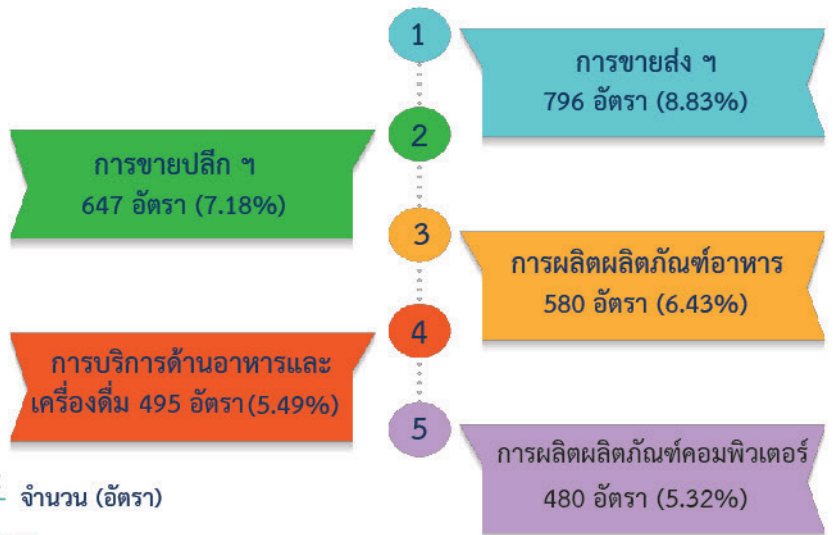 1
การขายส่ง ฯ
796 อัตรา (8.83%)
2
การขายปลีก ฯ
647 อัตรา (7.18%)
3
การผลิตผลิตภัณฑ์อาหาร
580 อัตรา (6.43%)
4
การบริการด้านอาหารและ
เครื่องดื่ม 495 อัตรา(5.49%)
5
การผลิตผลิตภัณฑ์คอมพิวเตอร์
480 อัตรา (5.32%)
จำนวน (อัตรา)